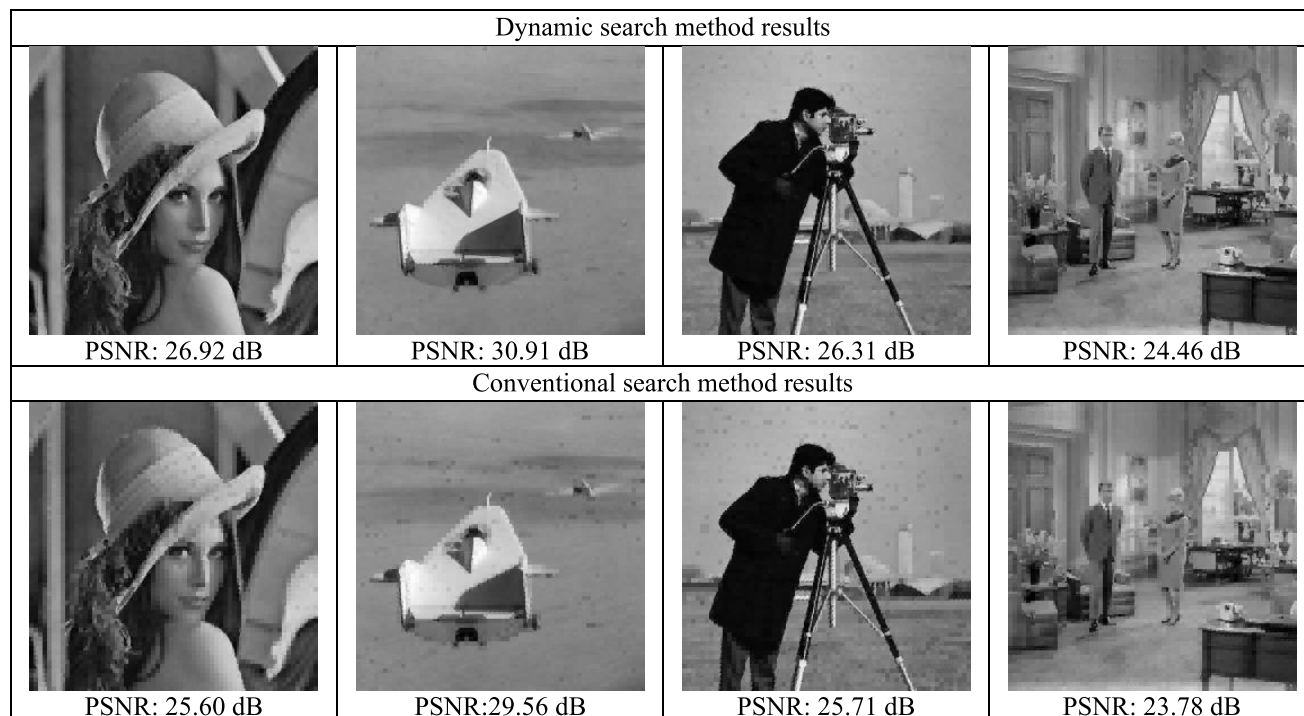 Dynamic search method results
PSNR: 26.92 dB
PSNR: 30.91 dB
PSNR: 26.31 dB
PSNR: 24.46 dB
Conventional search method results
PSNR: 25.60 dB
PSNR:29.56 dB
PSNR: 25.71 dB
PSNR: 23.78 dB